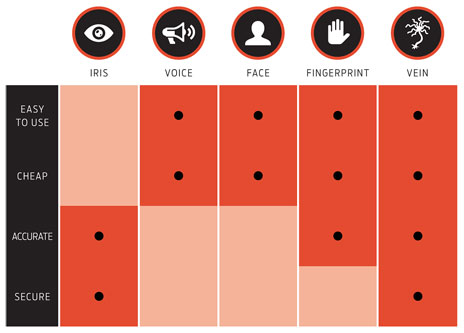 IRIS VOICE FACE FINGERPRINT VEIN
EASY
TO USE
CHEAP
ACCURATE
SECURE